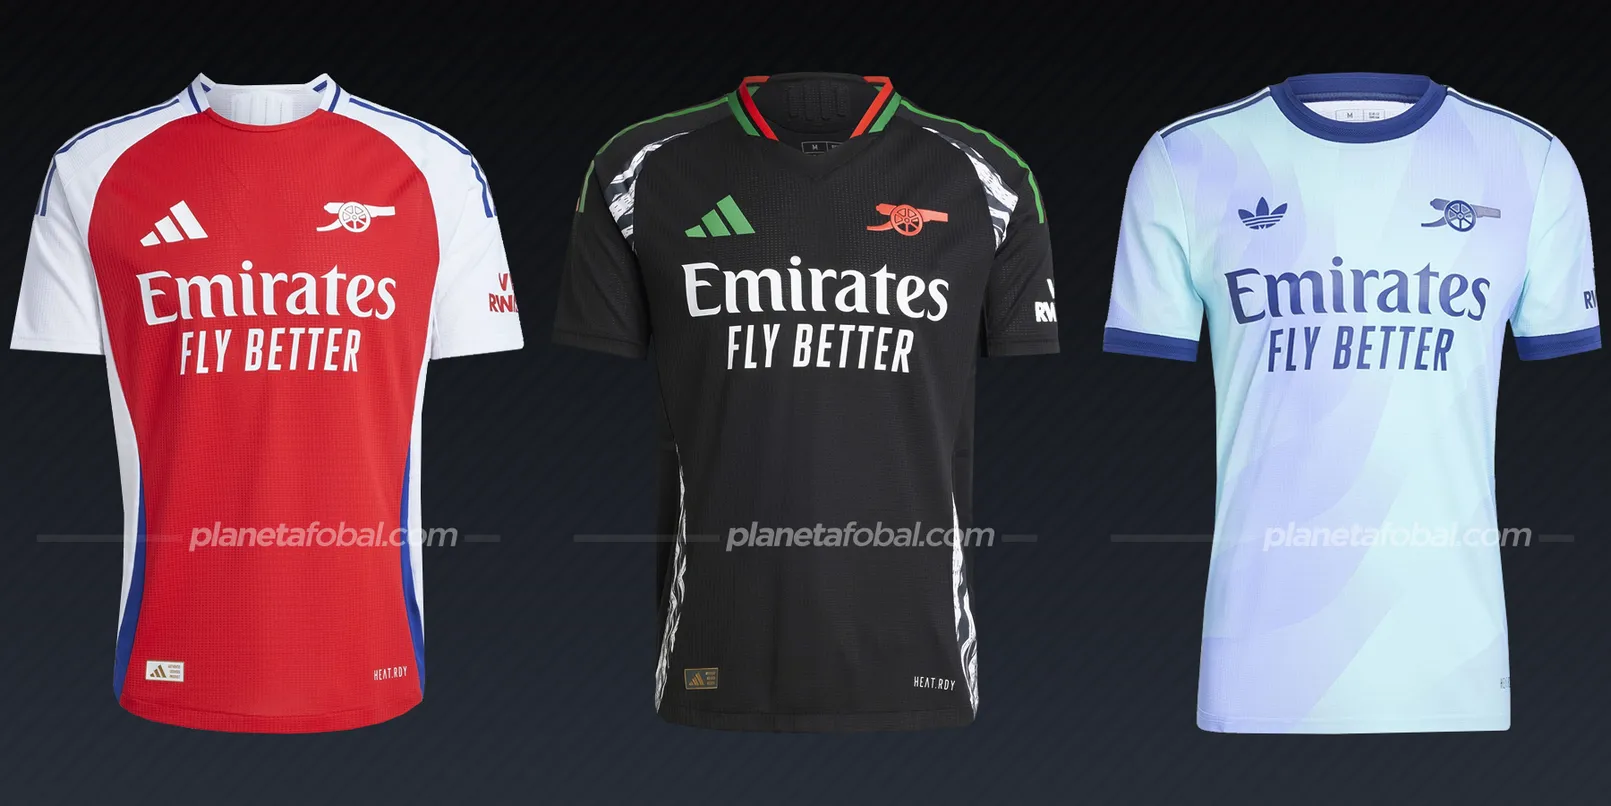 M
M
RWA
Emirates
FLY BETTER
RW
Emirates
FLY BETTER
Emirates
FLY BETTER
planetafobal.com
planetafobal.com
planetafobal.com
HEAT.RDY
HEAT.RDY